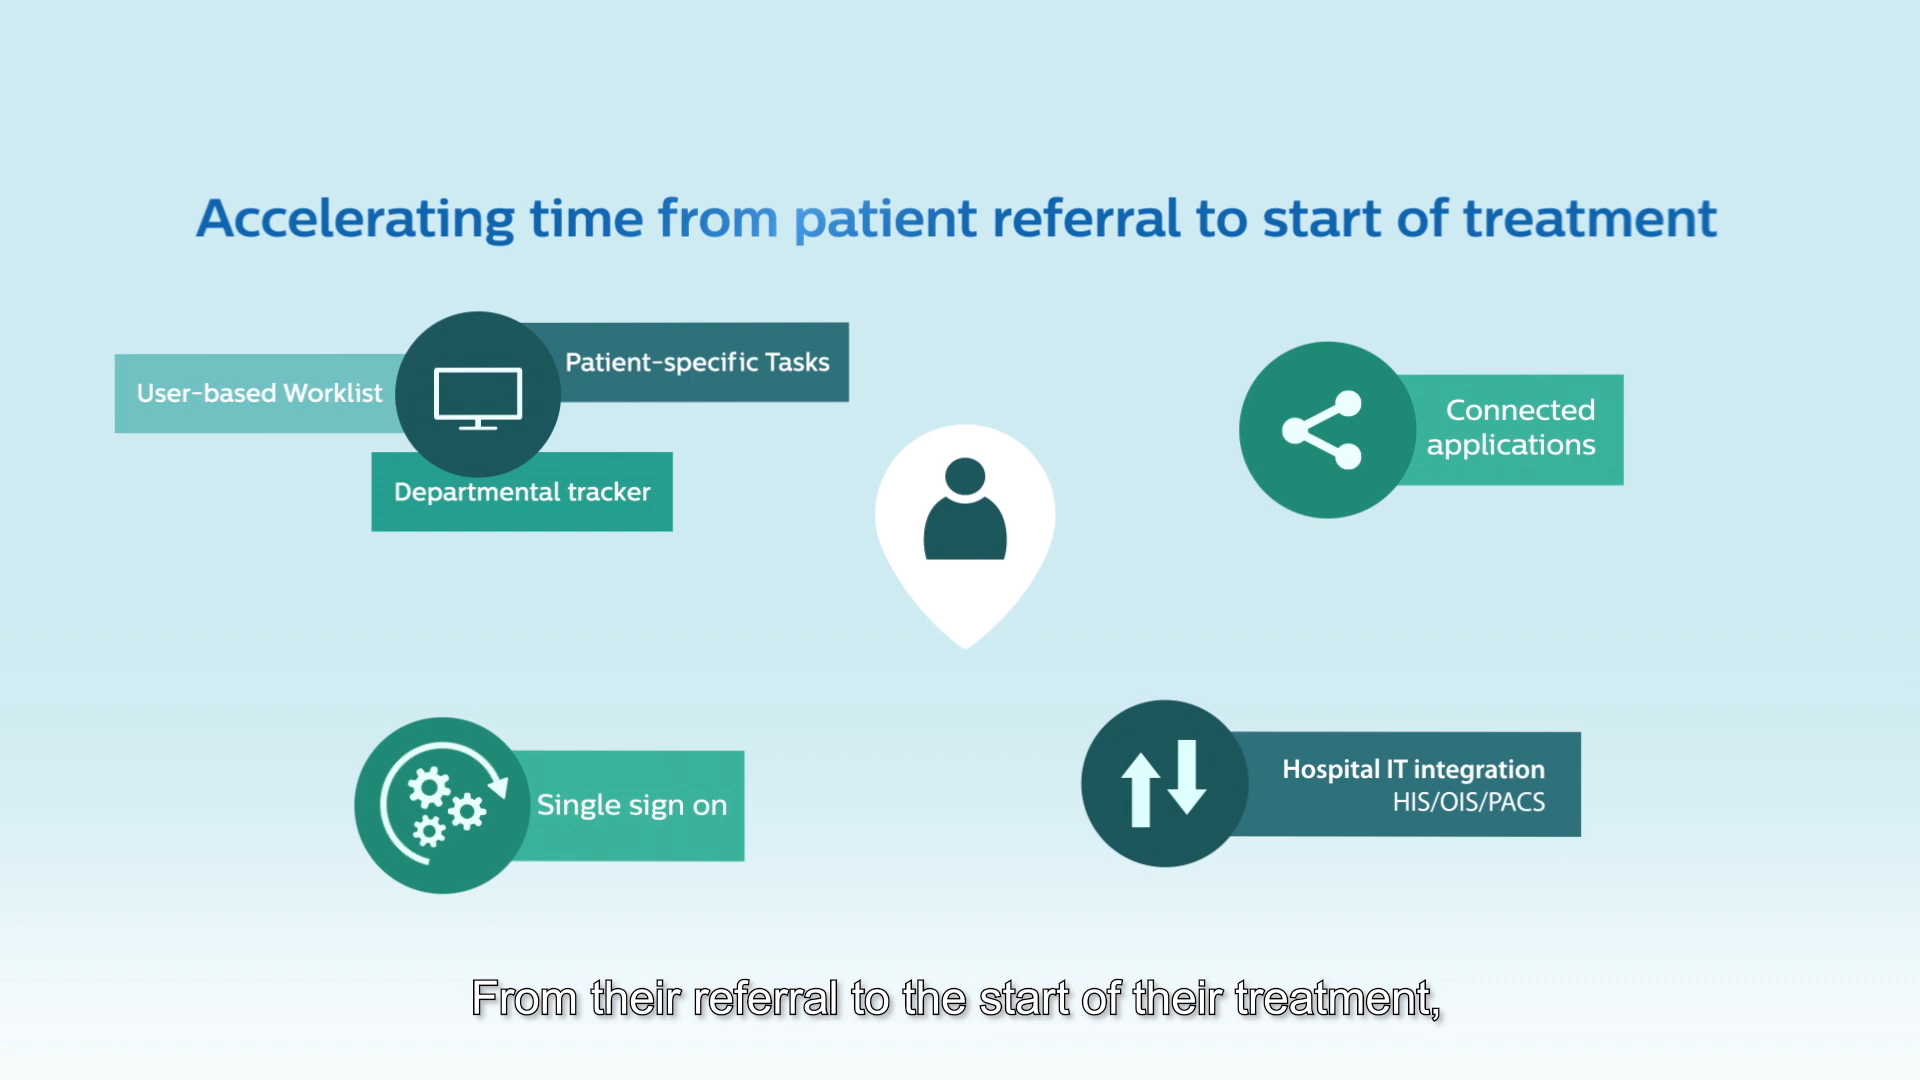 Accelerating time from patient referral to start of treatment
User-based Worklist
Patient-specific Tasks
Departmental tracker
Connected
applications
Single sign on
Hospital IT integration
HIS/OIS/PACS
From their referral to the start of their treatment,